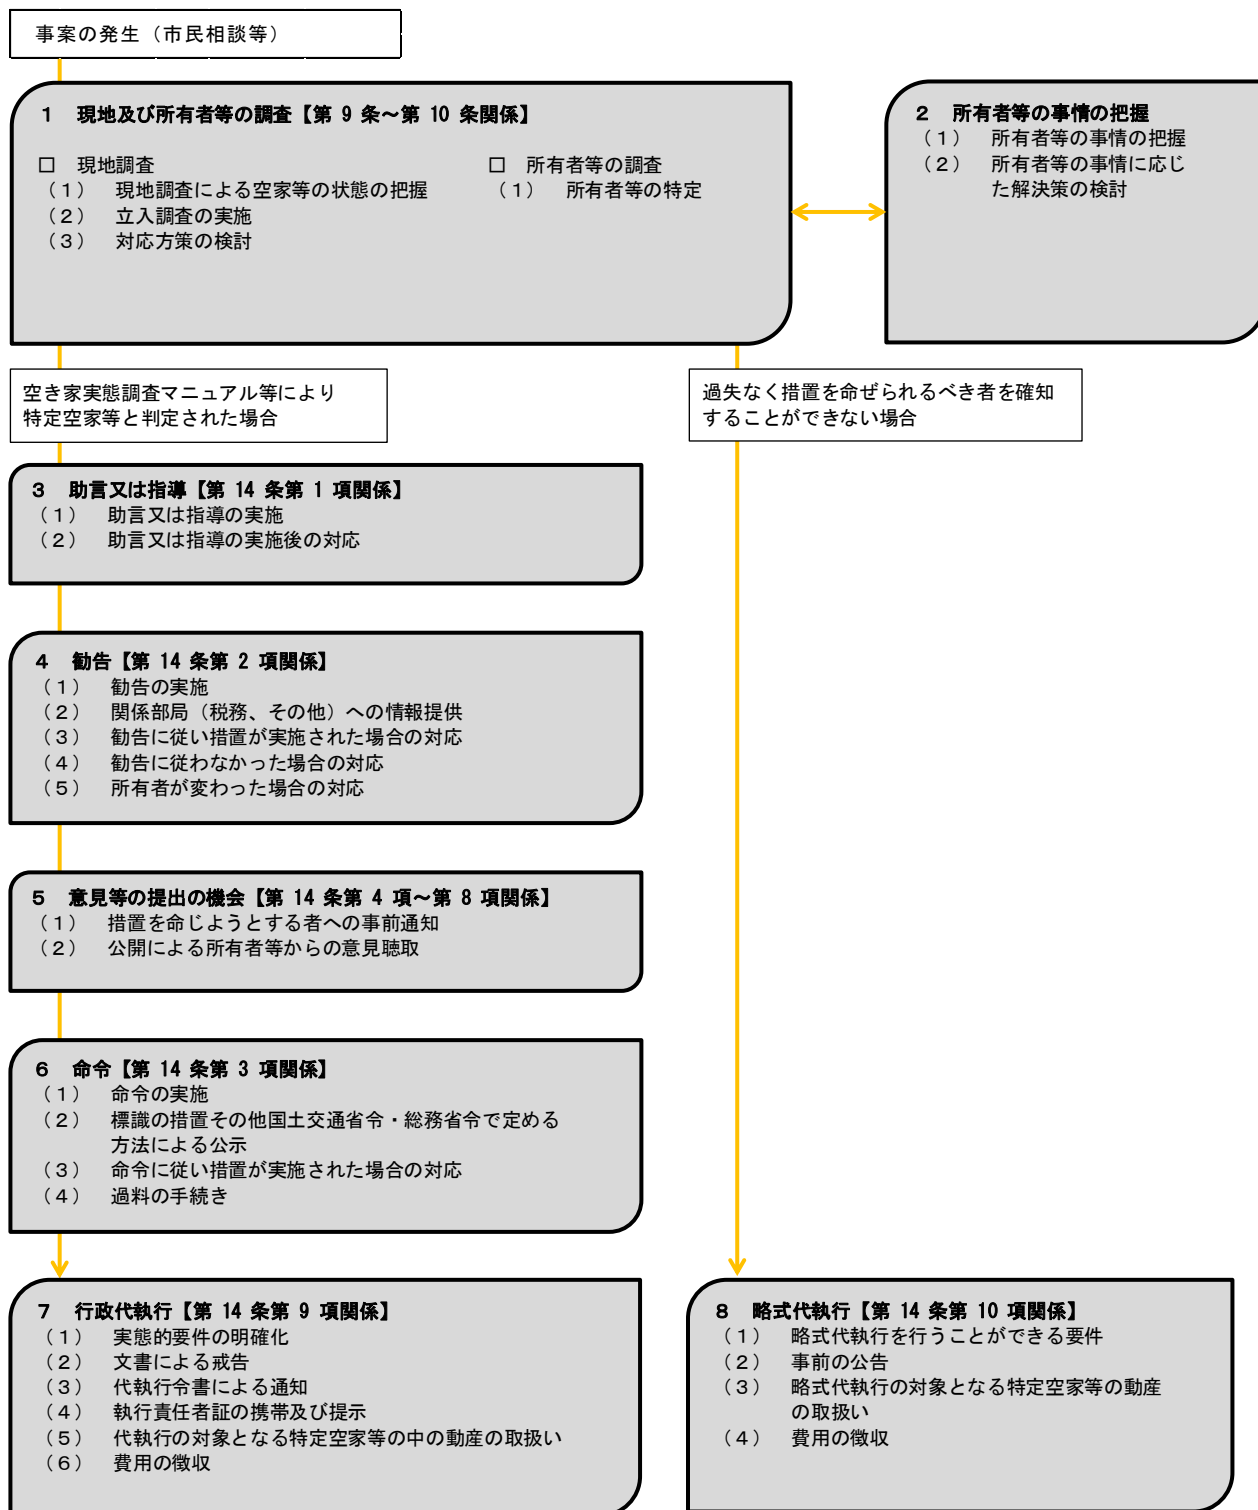 事案の発生（市民相談等）
１　現地及び所有者等の調査【第 9 条～第 10 条関係】
□　現地調査
（１）　現地調査による空家等の状態の把握
（２）　立入調査の実施
（３）　対応方策の検討
□　所有者等の調査
（１）　所有者等の特定
２　所有者等の事情の把握
（１）　所有者等の事情の把握
（２）　所有者等の事情に応じ
た解決策の検討
空き家実態調査マニュアル等により
特定空家等と判定された場合
過失なく措置を命ぜられるべき者を確知
することができない場合
３　助言又は指導【第 14 条第 1 項関係】
（１）　助言又は指導の実施
（２）　助言又は指導の実施後の対応
４　勧告【第 14 条第 2 項関係】
（１）　勧告の実施
（２）　関係部局（税務、その他）への情報提供
（３）　勧告に従い措置が実施された場合の対応
（４）　勧告に従わなかった場合の対応
（５）　所有者が変わった場合の対応
５　意見等の提出の機会【第 14 条第 4 項～第 8 項関係】
（１）　措置を命じようとする者への事前通知
（２）　公開による所有者等からの意見聴取
６　命令【第 14 条第 3 項関係】
（１）　命令の実施
（２）　標識の措置その他国土交通省令・総務省令で定める
方法による公示
（３）　命令に従い措置が実施された場合の対応
（４）　過料の手続き
７　行政代執行【第 14 条第 9 項関係】
（１）　実態的要件の明確化
（２）　文書による戒告
（３）　代執行令書による通知
（４）　執行責任者証の携帯及び提示
（５）　代執行の対象となる特定空家等の中の動産の取扱い
（６）　費用の徴収
８　略式代執行【第 14 条第 10 項関係】
（１）　略式代執行を行うことができる要件
（２）　事前の公告
（３）　略式代執行の対象となる特定空家等の動産
の取扱い
（４）　費用の徴収